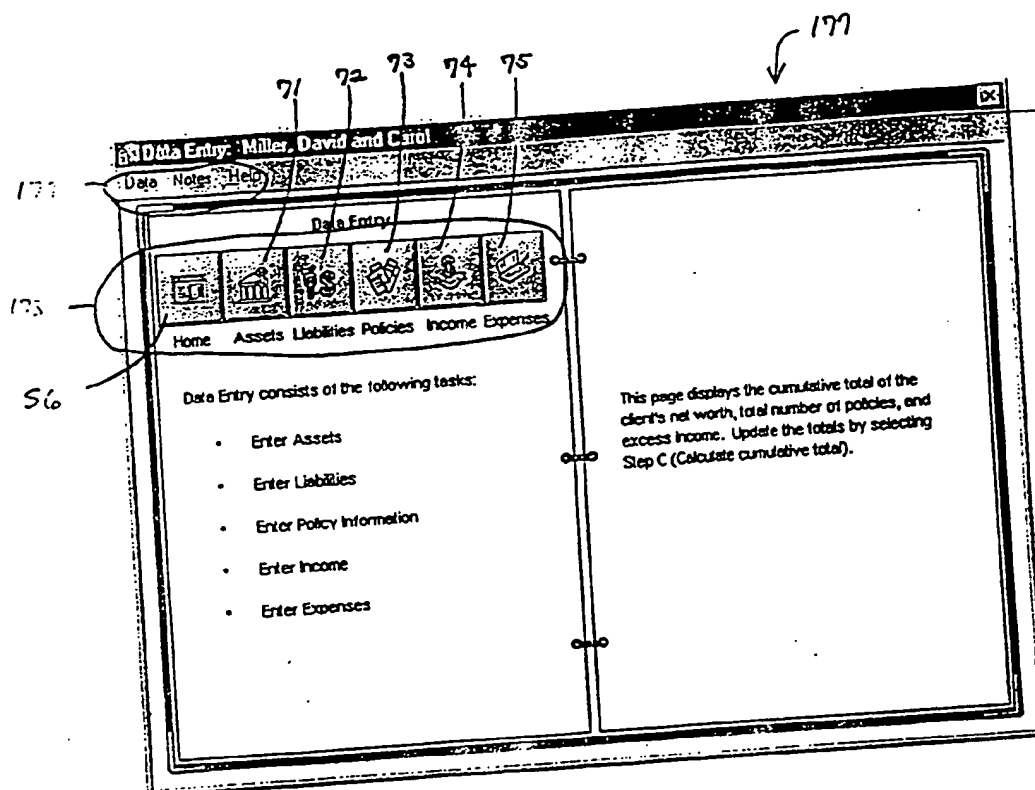 177
71 72 73 74 75
Data Entry: Miller, David and Carol
Data Notes Help
Data Entry
Home Assets Liabilities Policies Income Expenses
56
Data Entry consists of the following tasks:
• Enter Assets
• Enter Liabilities
• Enter Policy Information
• Enter Income
• Enter Expenses
This page displays the cumulative total of the
client's net worth, total number of policies, and
excess income. Update the totals by selecting
Step C (Calculate cumulative total).